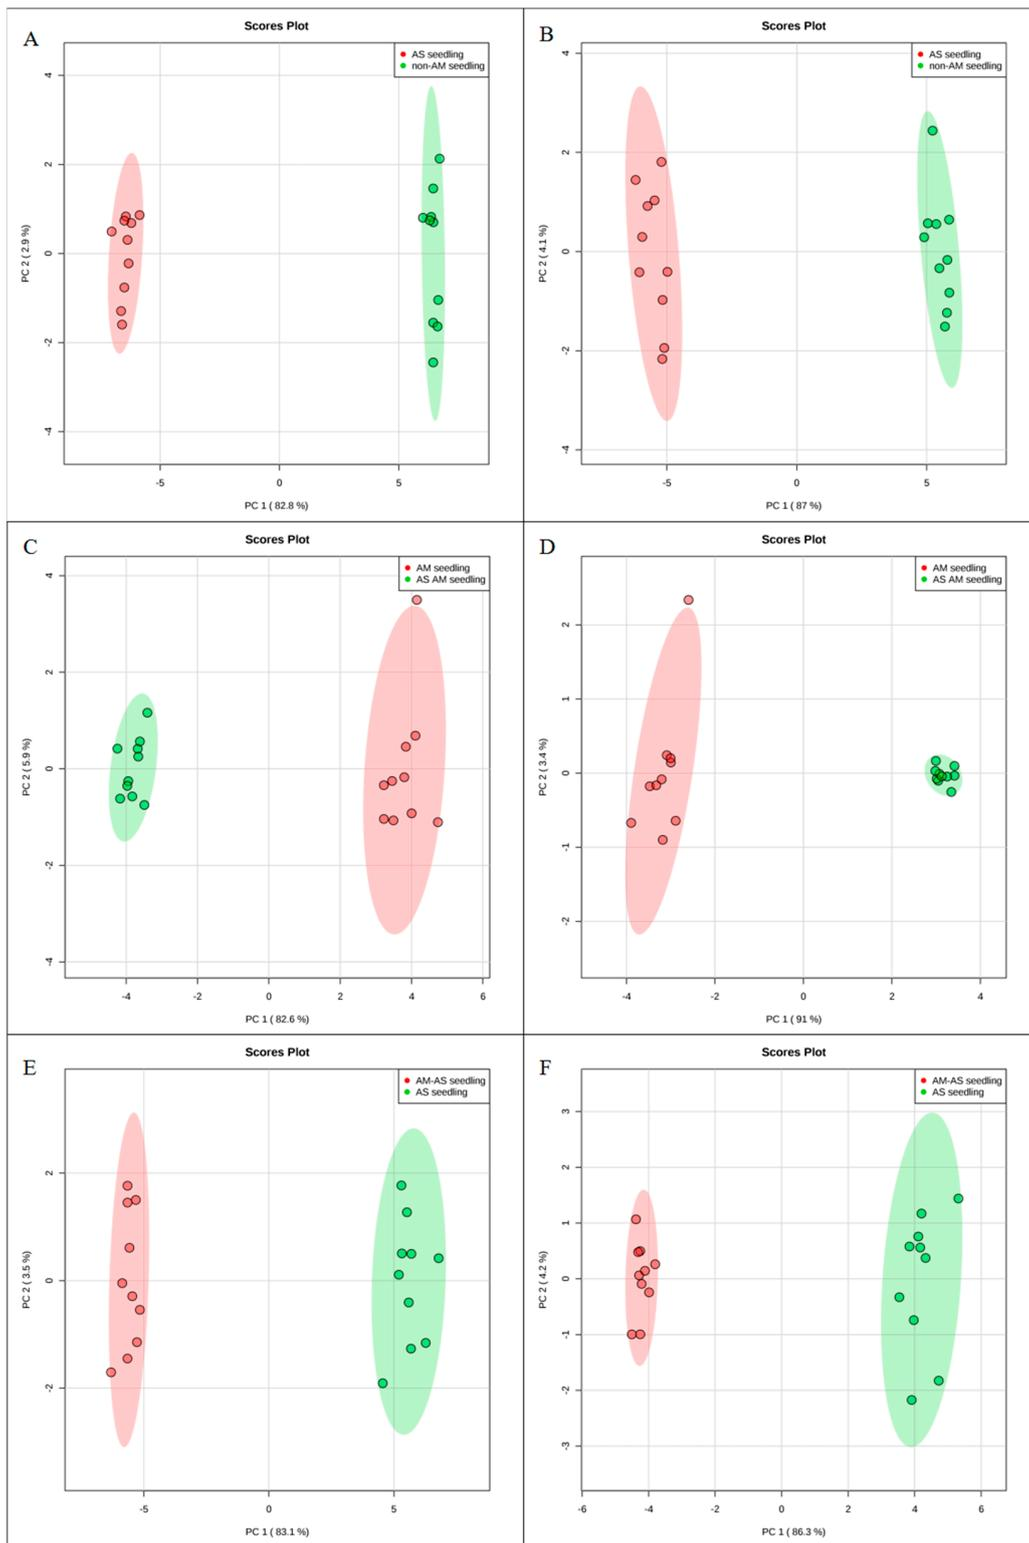 A
Scores Plot
AS seedling
non-AM seedling
PC 2 ( 2.9 %)
4
2
0
-2
-4
-5
0
5
PC 1 ( 82.8 %)
B
Scores Plot
AS seedling
non-AM seedling
PC 2 ( 4.1 %)
4
2
0
-2
-4
-5
0
5
PC 1 ( 87 %)
C
Scores Plot
AM seedling
AS AM seedling
PC 2 ( 5.9 %)
4
2
0
-2
-4
-4
-2
0
2
4
6
PC 1 ( 82.6 %)
D
Scores Plot
AM seedling
AS AM seedling
PC 2 ( 3.4 %)
2
1
0
-1
-2
-4
-2
0
2
4
PC 1 ( 91 %)
E
Scores Plot
AM-AS seedling
AS seedling
PC 2 ( 3.5 %)
2
0
-2
-5
0
5
PC 1 ( 83.1 %)
F
Scores Plot
AM-AS seedling
AS seedling
PC 2 ( 4.2 %)
3
2
1
0
-1
-2
-3
-6
-4
-2
0
2
4
6
PC 1 ( 86.3 %)